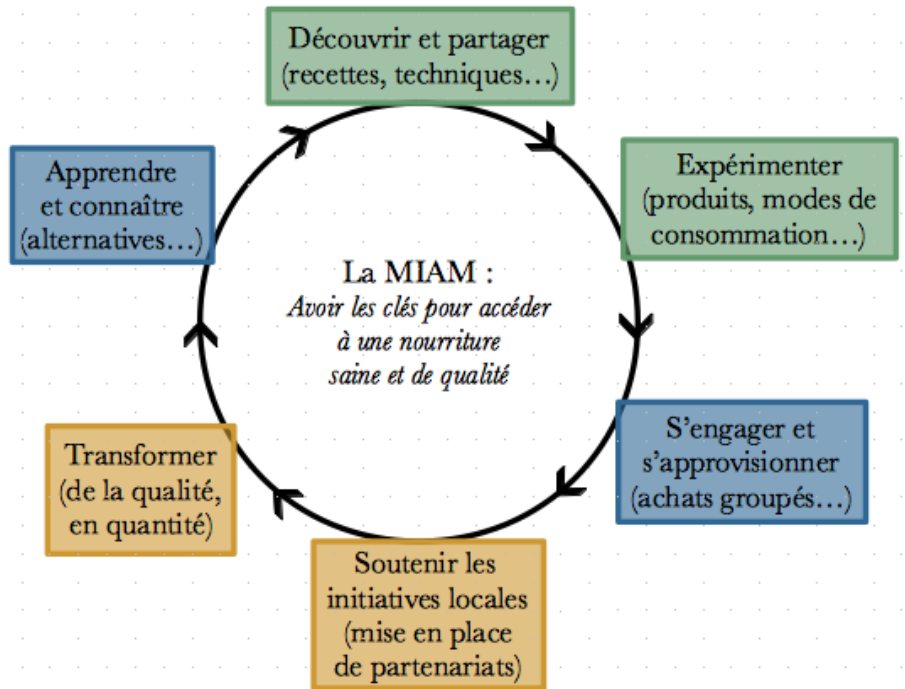 Découvrir et partager
(recettes, techniques…)
Expérimenter
(produits, modes de
consommation…)
Apprendre
et connaître
(alternatives…)
La MIAM :
Avoir les clés pour accéder
à une nourriture
saine et de qualité
S'engager et
s'approvisionner
(achats groupés…)
Transformer
(de la qualité,
en quantité)
Soutenir les
initiatives locales
(mise en place
de partenariats)